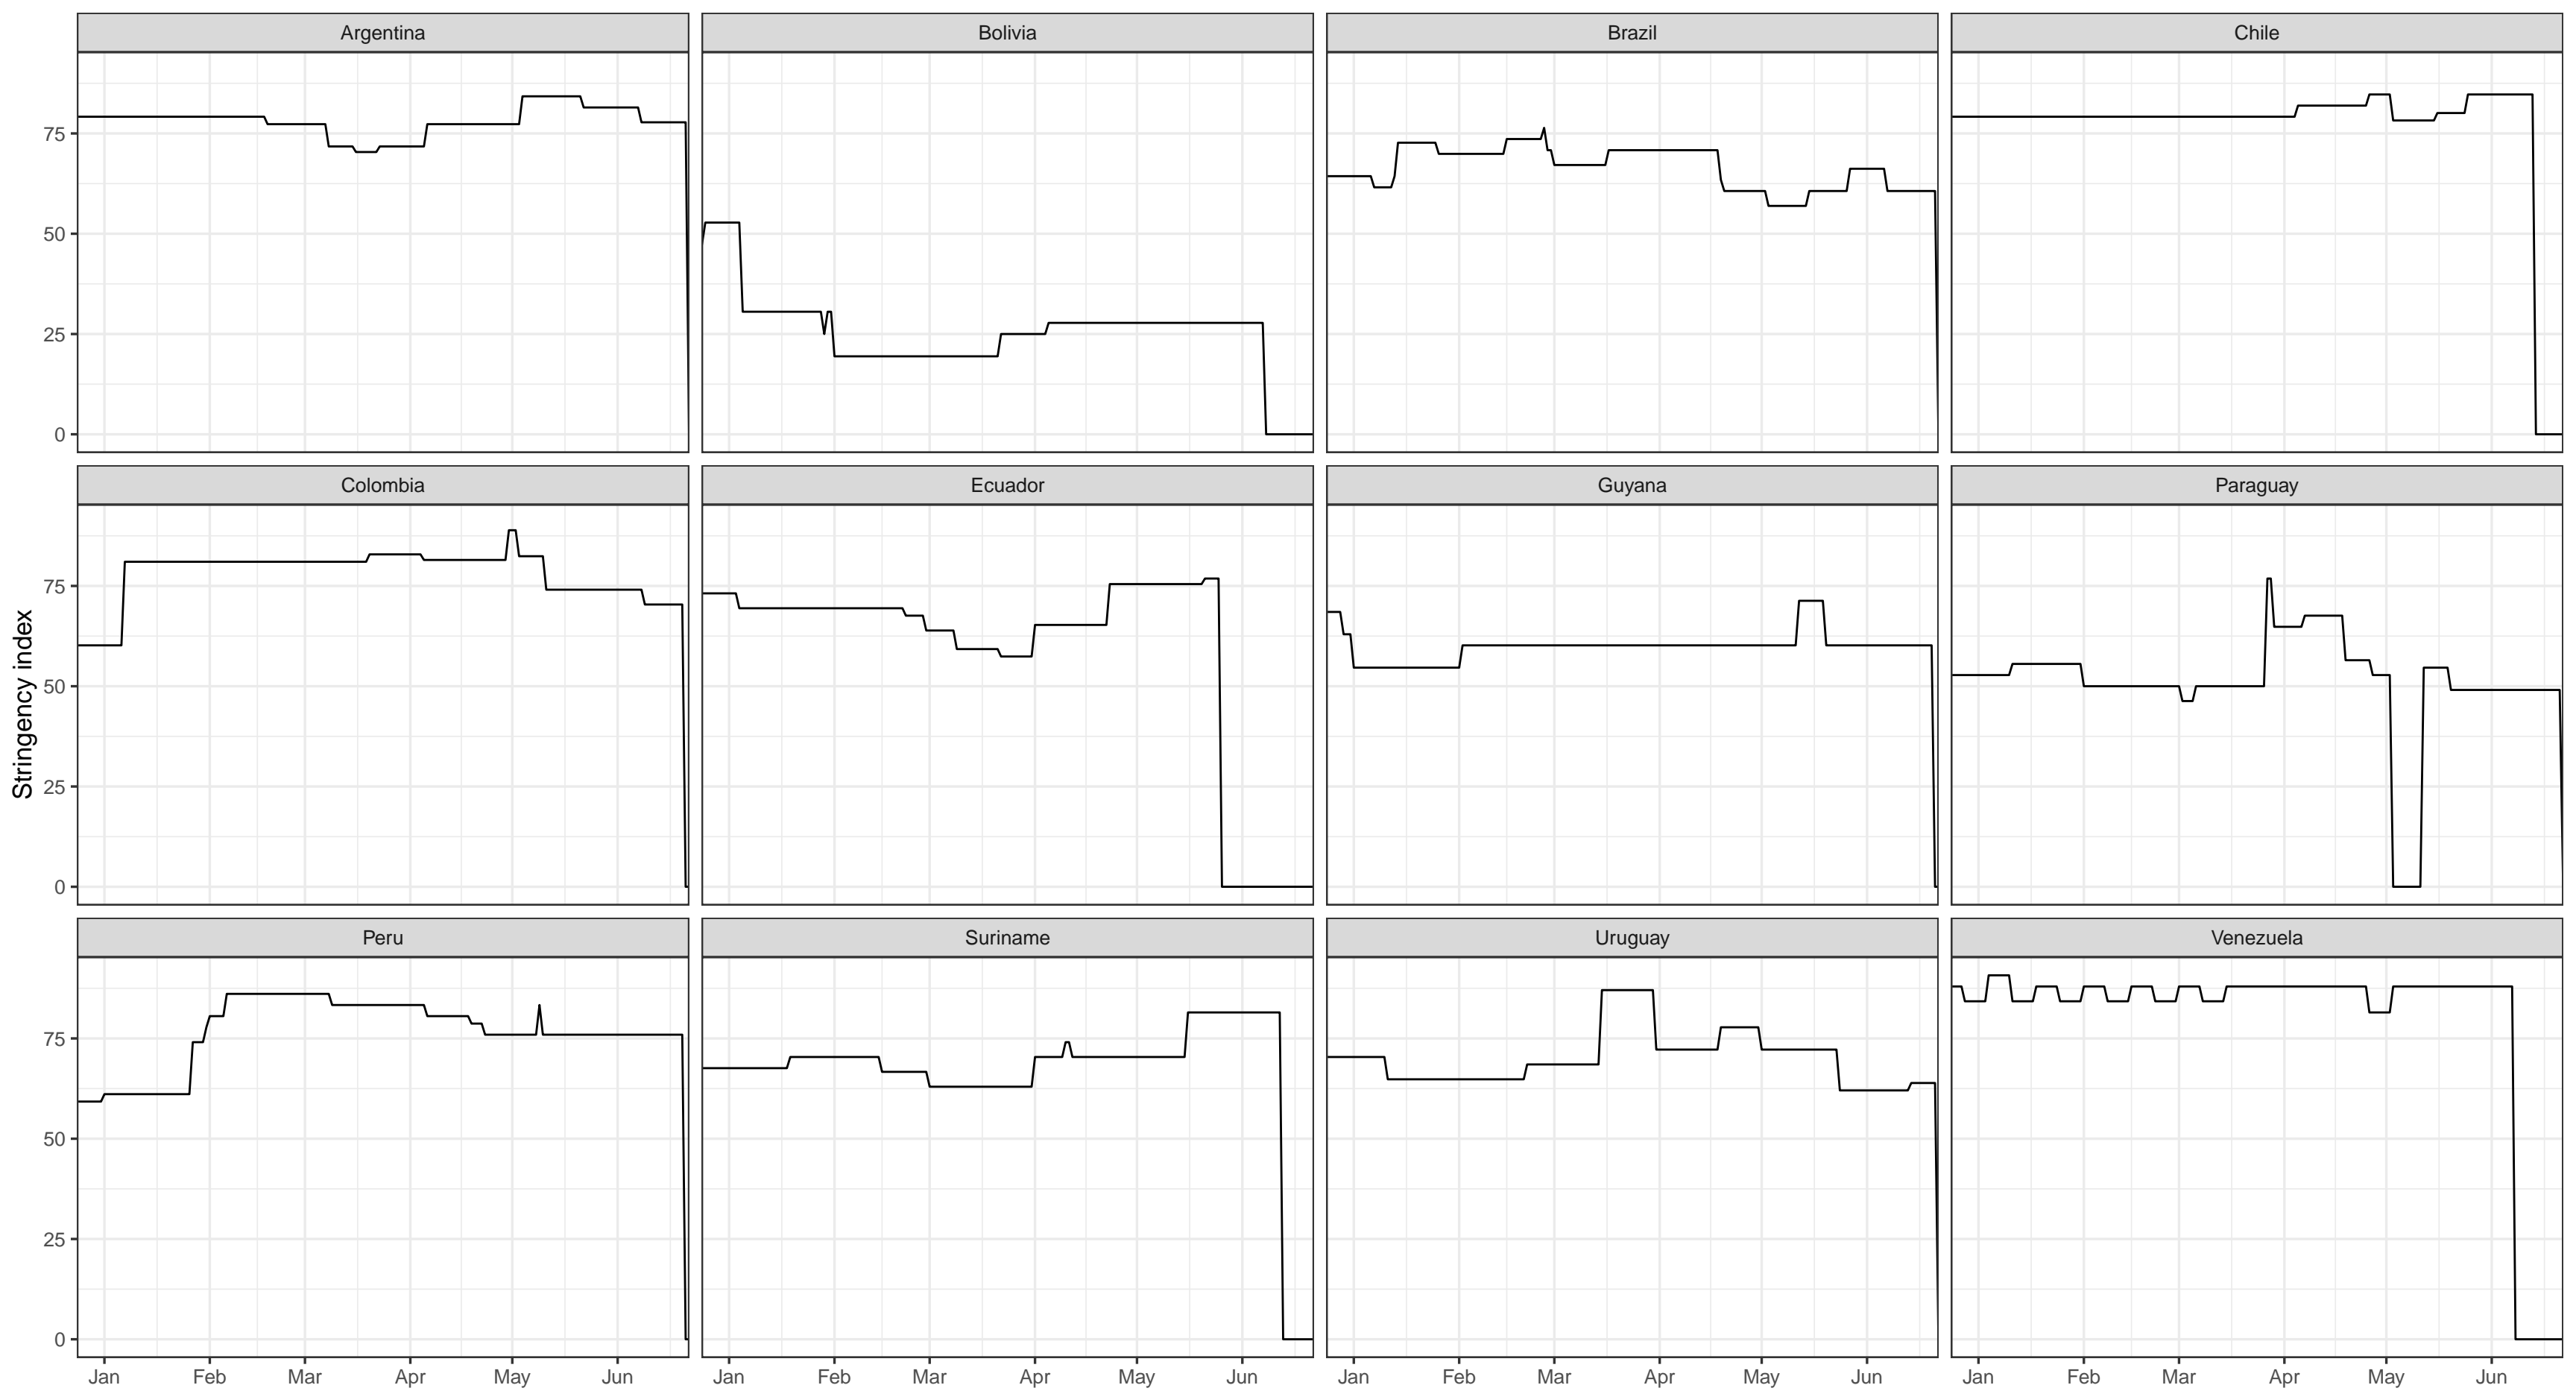 Argentina Bolivia Brazil Chile
75
50
25
0
Colombia Ecuador Guyana Paraguay
Stringency index
75
50
25
0
Peru Suriname Uruguay Venezuela
75
50
25
0
Jan Feb Mar Apr May Jun Jan Feb Mar Apr May Jun Jan Feb Mar Apr May Jun Jan Feb Mar Apr May Jun